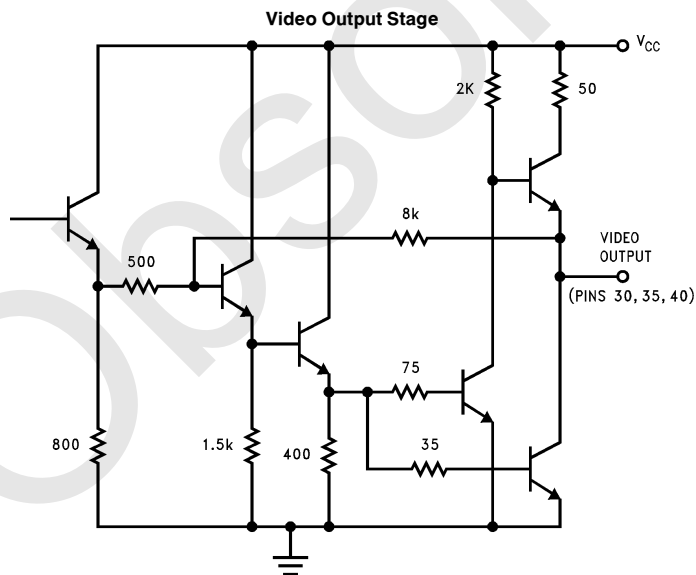 Video Output Stage
VCC
2K
50
8k
VIDEO
OUTPUT
(PINS 30, 35, 40)
500
75
800
1.5k
400
35